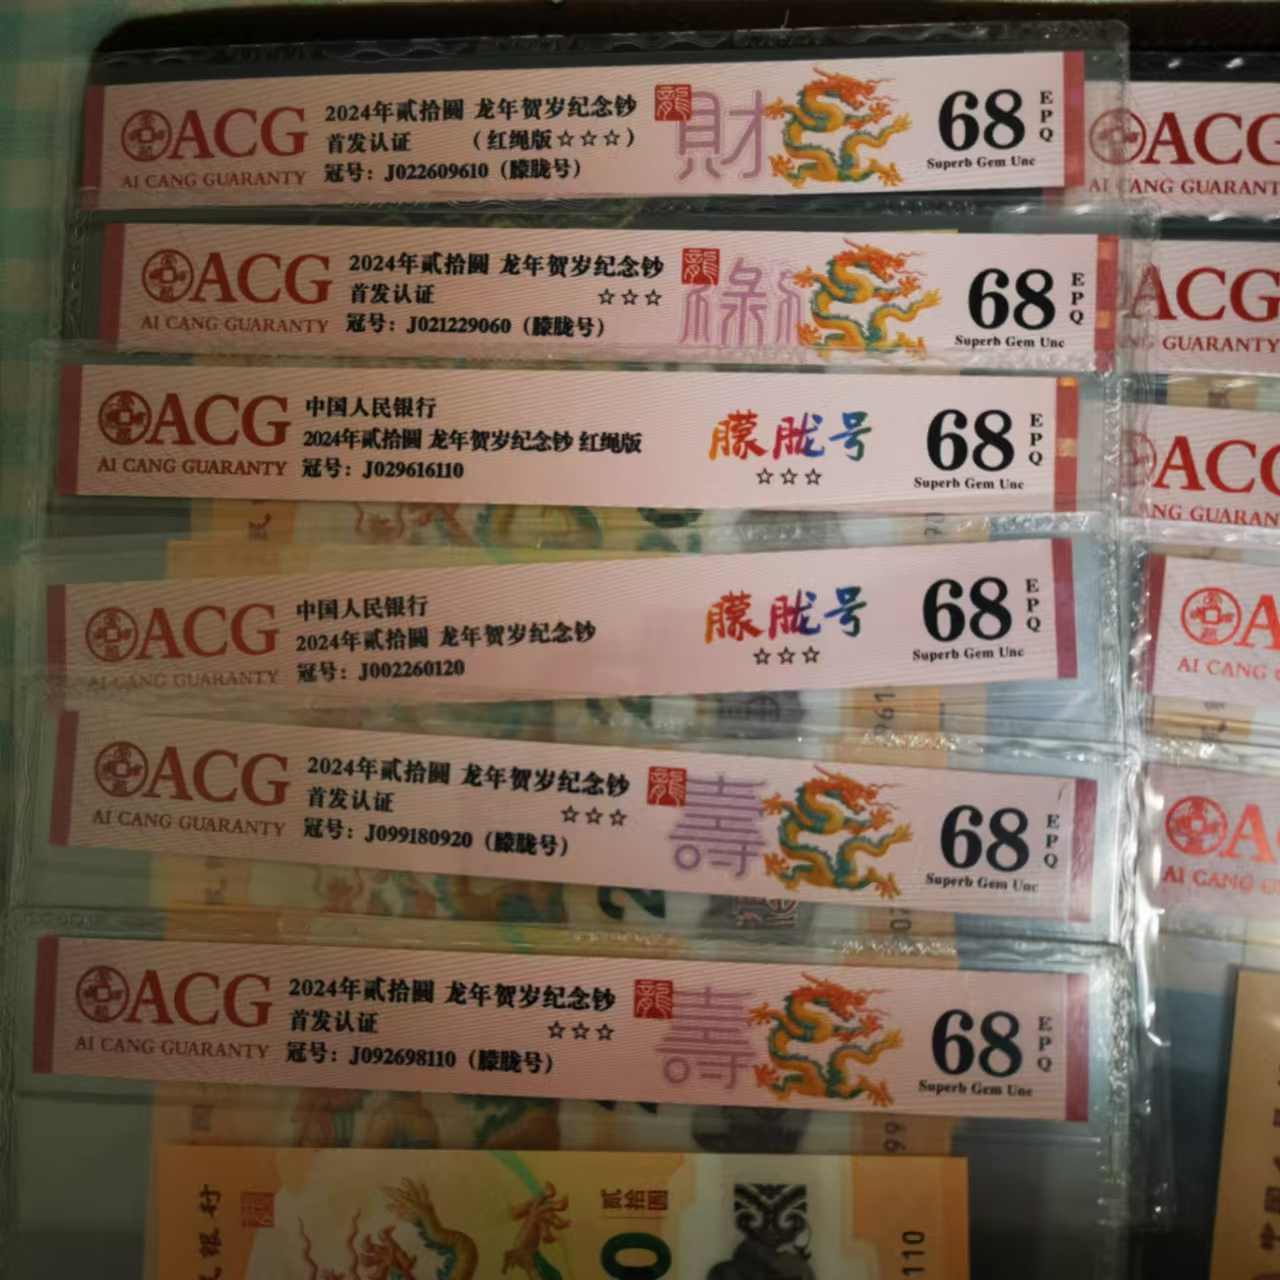 ACG
AI CANG GUARANTY
2024年贰拾圆 龙年贺岁纪念钞
首发认证 (红绳版☆☆☆)
冠号：J022609610（朦胧号）
龍
財
68
EPQ
Superb Gem Unc
ACG
AI CANG GUARANTY
2024年贰拾圆 龙年贺岁纪念钞
首发认证 ☆☆☆
冠号：J021229060（朦胧号）
龍
祿
68
EPQ
Superb Gem Unc
ACG
AI CANG GUARANTY
中国人民银行
2024年贰拾圆 龙年贺岁纪念钞 红绳版
冠号：J029616110
朦胧号
☆☆☆
68
EPQ
Superb Gem Unc
ACG
AI CANG GUARANTY
中国人民银行
2024年贰拾圆 龙年贺岁纪念钞
冠号：J002260120
朦胧号
☆☆☆
68
EPQ
Superb Gem Unc
ACG
AI CANG GUARANTY
2024年贰拾圆 龙年贺岁纪念钞
首发认证 ☆☆☆
冠号：J099180920（朦胧号）
龍
壽
68
EPQ
Superb Gem Unc
ACG
AI CANG GUARANTY
2024年贰拾圆 龙年贺岁纪念钞
首发认证 ☆☆☆
冠号：J092698110（朦胧号）
龍
壽
68
EPQ
Superb Gem Unc
银行
贰拾圆
0
110
ACG
AI CANG GUARANT
ACG
GUARANTY
ACG
NG GUARAN
A
AI CANG
A
AI CANG